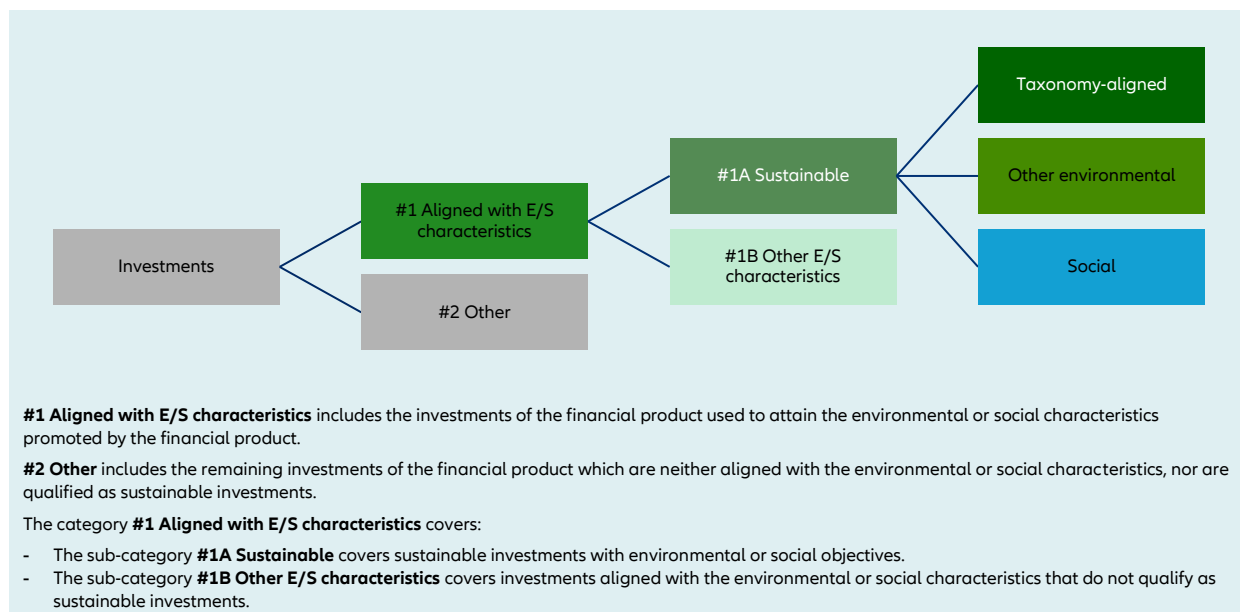 Taxonomy-aligned
#1A Sustainable
Other environmental
#1 Aligned with E/S
characteristics
#1B Other E/S
characteristics
Investments
Social
#2 Other
#1 Aligned with E/S characteristics includes the investments of the financial product used to attain the environmental or social characteristics
promoted by the financial product.
#2 Other includes the remaining investments of the financial product which are neither aligned with the environmental or social characteristics, nor are
qualified as sustainable investments.
The category #1 Aligned with E/S characteristics covers:
- The sub-category #1A Sustainable covers sustainable investments with environmental or social objectives.
- The sub-category #1B Other E/S characteristics covers investments aligned with the environmental or social characteristics that do not qualify as
sustainable investments.